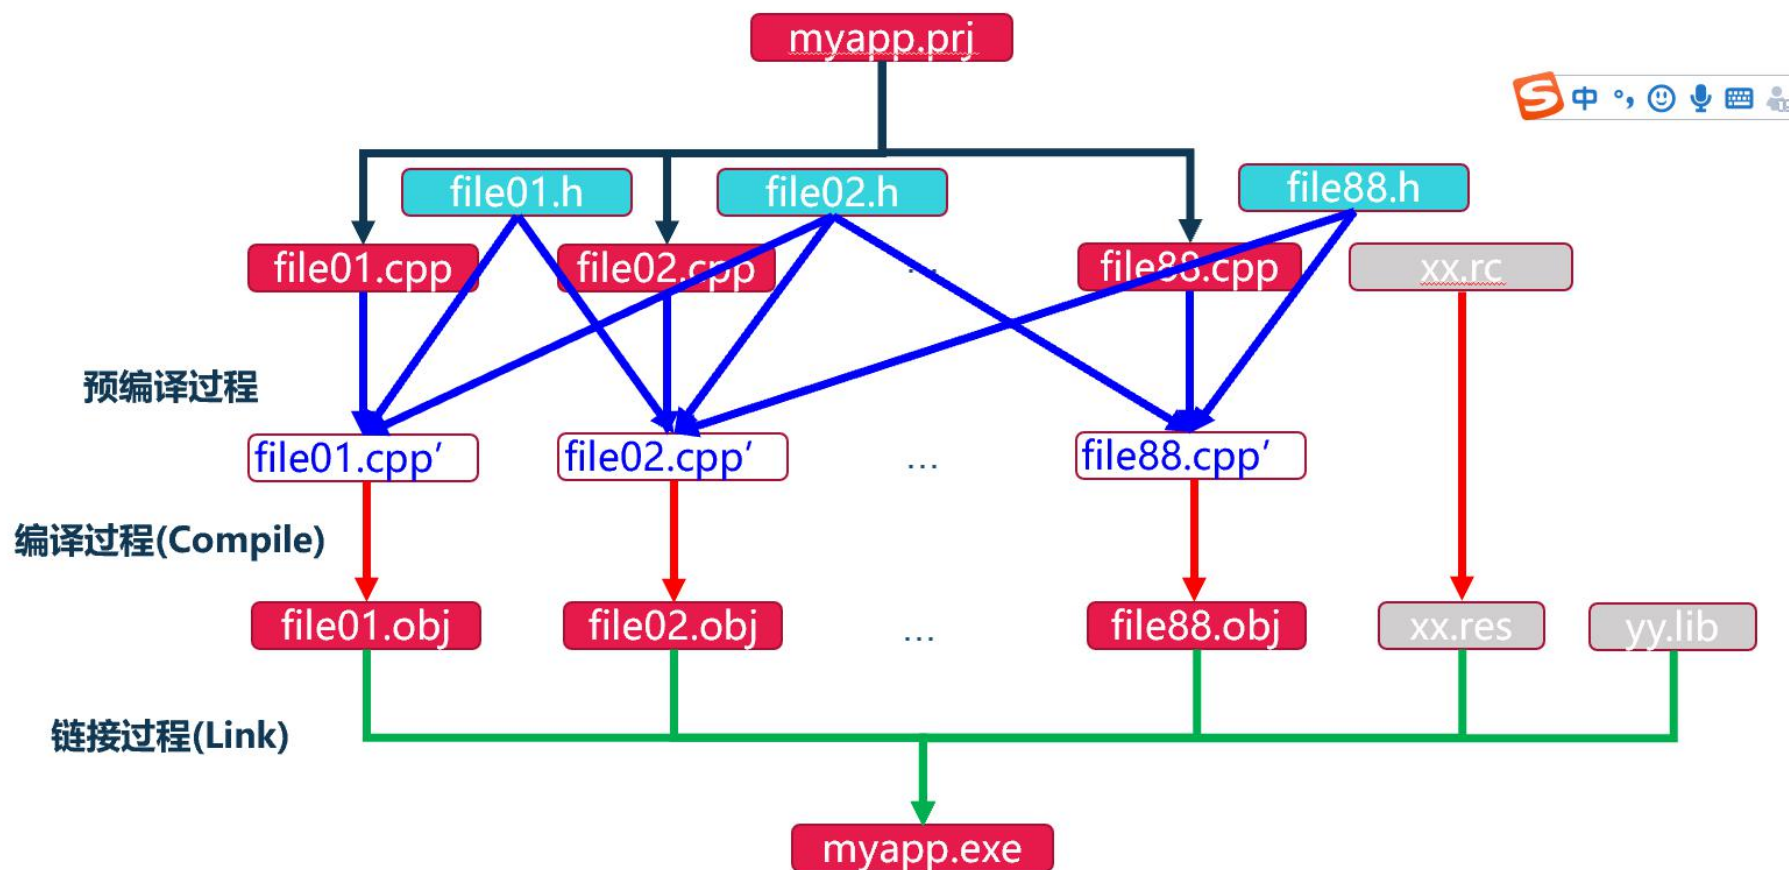 myapp.prj
中
file01.h
file02.h
file88.h
file01.cpp
file02.cpp
...
file88.cpp
xx.rc
预编译过程
file01.cpp’
file02.cpp’
...
file88.cpp’
编译过程(Compile)
file01.obj
file02.obj
...
file88.obj
xx.res
yy.lib
链接过程(Link)
myapp.exe